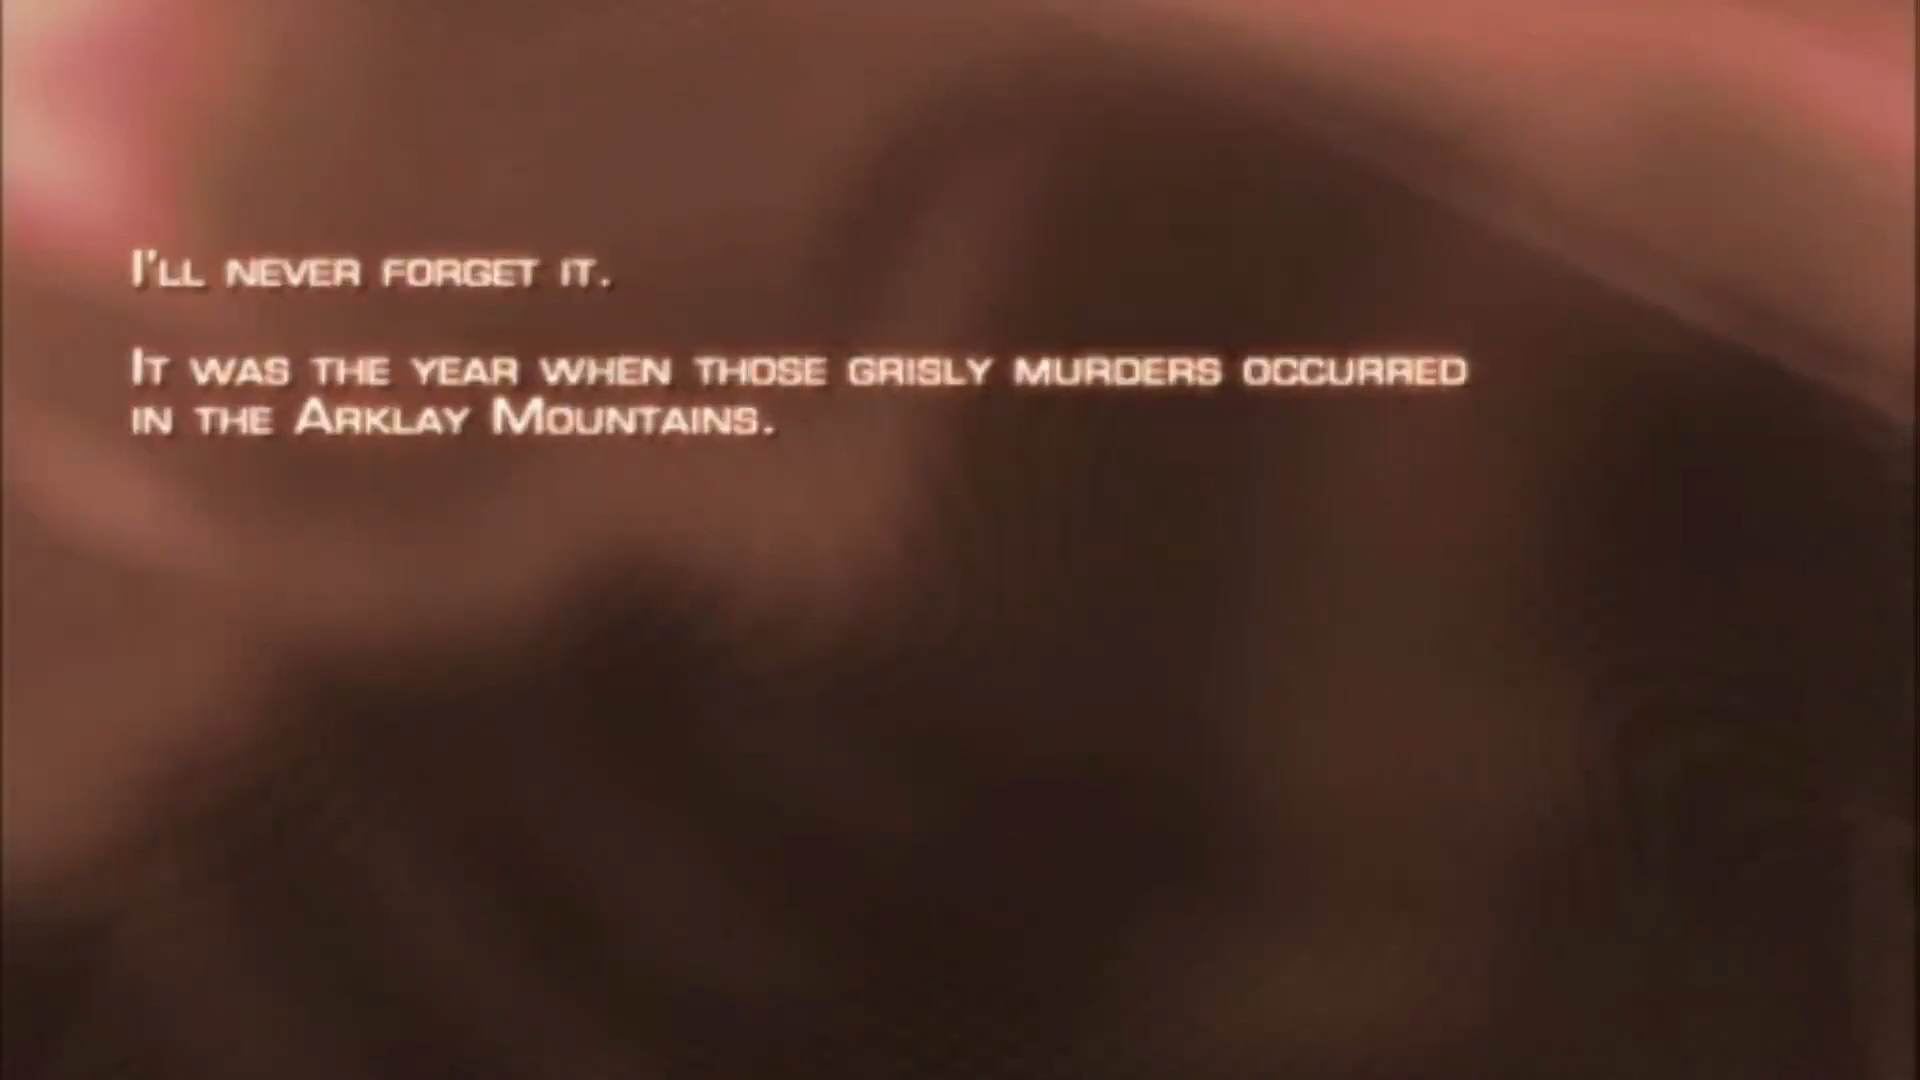 I'll never forget it.
It was the year when those grisly murders occurred
in the Arklay Mountains.